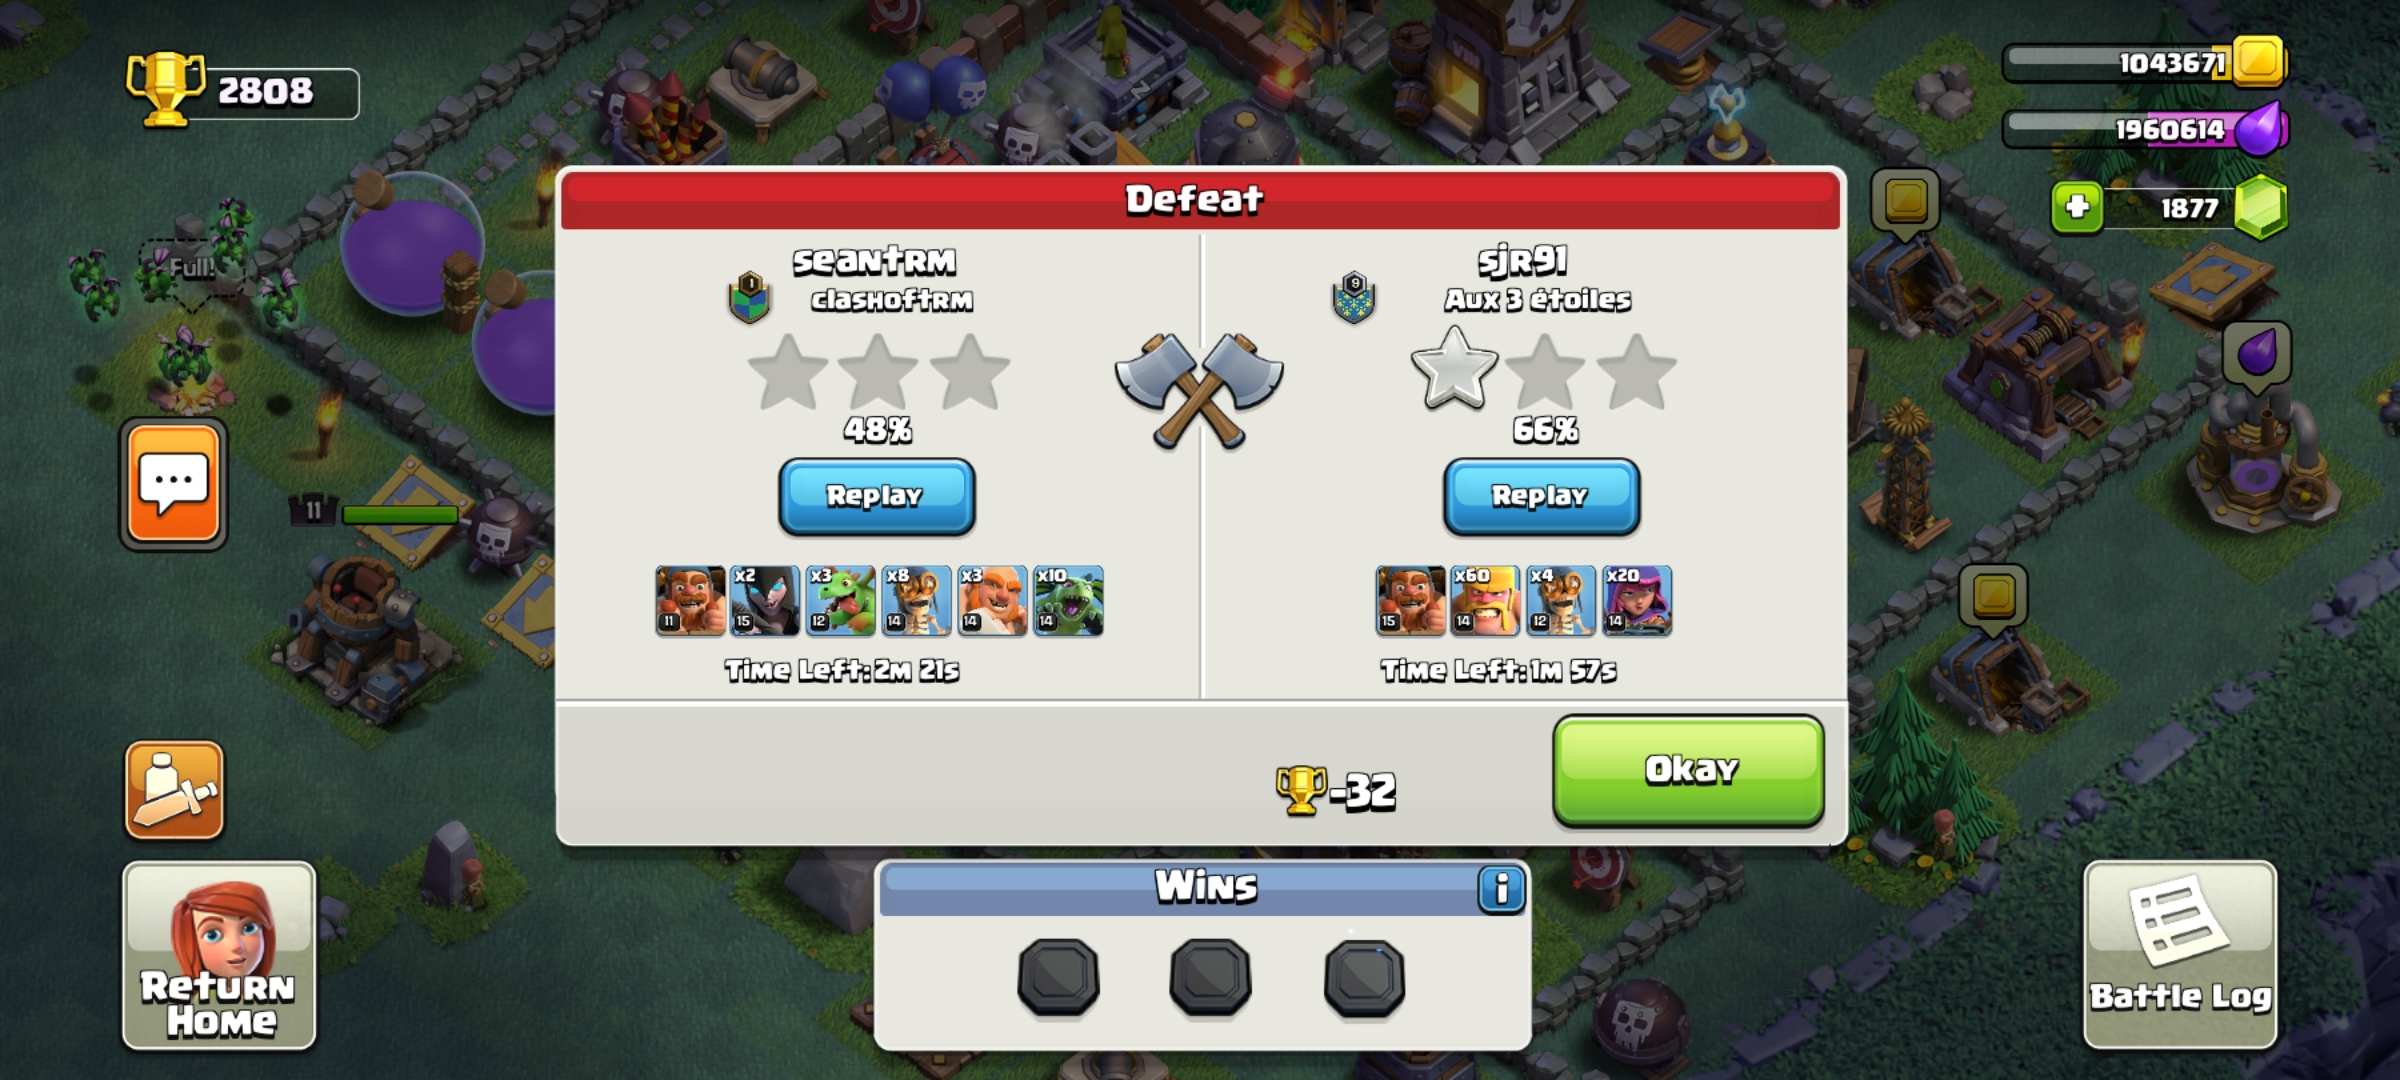 2808
1043671
1960614
1877
Full!
11
Defeat
seantrm
1
clashoftrm
48%
Replay
11
x2
15
x3
12
x8
14
x3
14
x10
14
Time Left:2m 21s
sjr91
9
Aux 3 étoiles
66%
Replay
15
x60
14
x4
12
x20
14
Time Left:1m 57s
-32
Okay
Wins
i
Return
Home
Battle Log